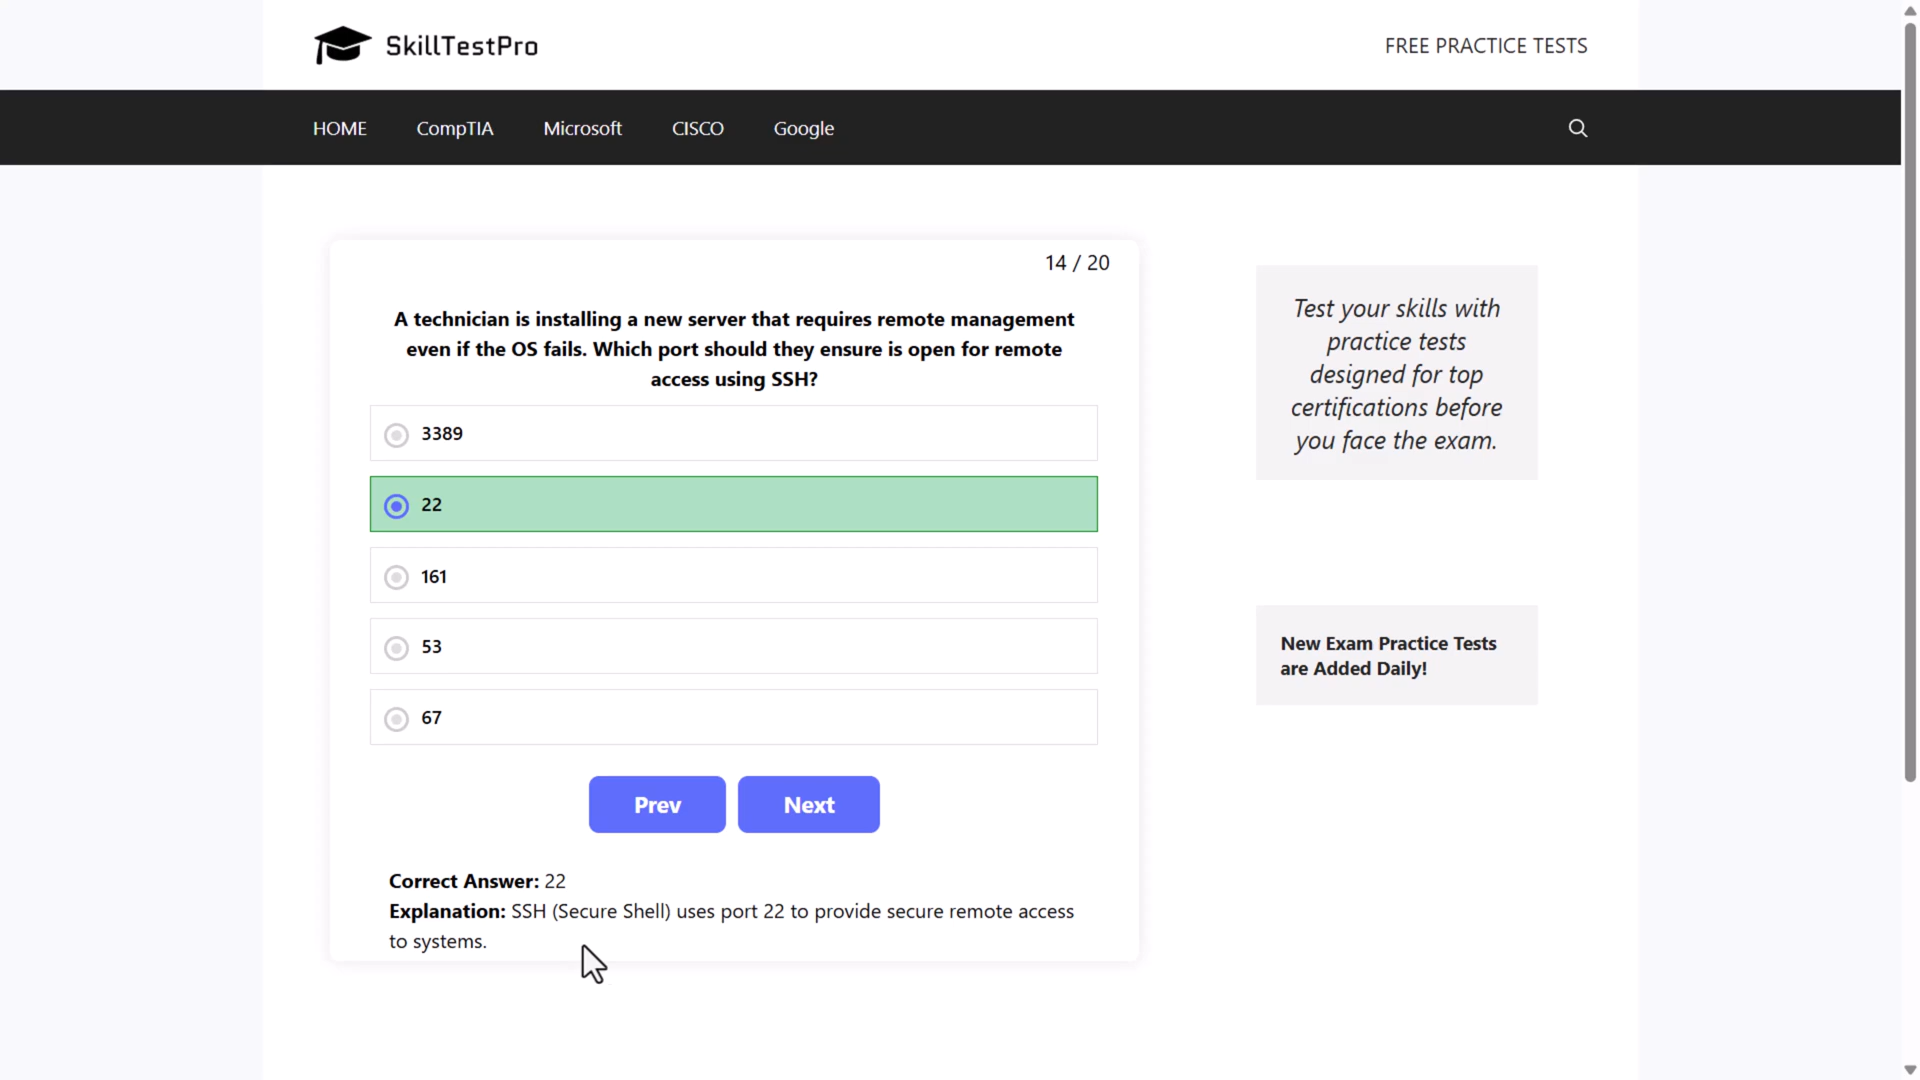 SkillTestPro
FREE PRACTICE TESTS
HOME
CompTIA
Microsoft
CISCO
Google
14 / 20
A technician is installing a new server that requires remote management
even if the OS fails. Which port should they ensure is open for remote
access using SSH?
3389
22
161
53
67
Prev
Next
Correct Answer: 22
Explanation: SSH (Secure Shell) uses port 22 to provide secure remote access
to systems.
Test your skills with
practice tests
designed for top
certifications before
you face the exam.
New Exam Practice Tests
are Added Daily!